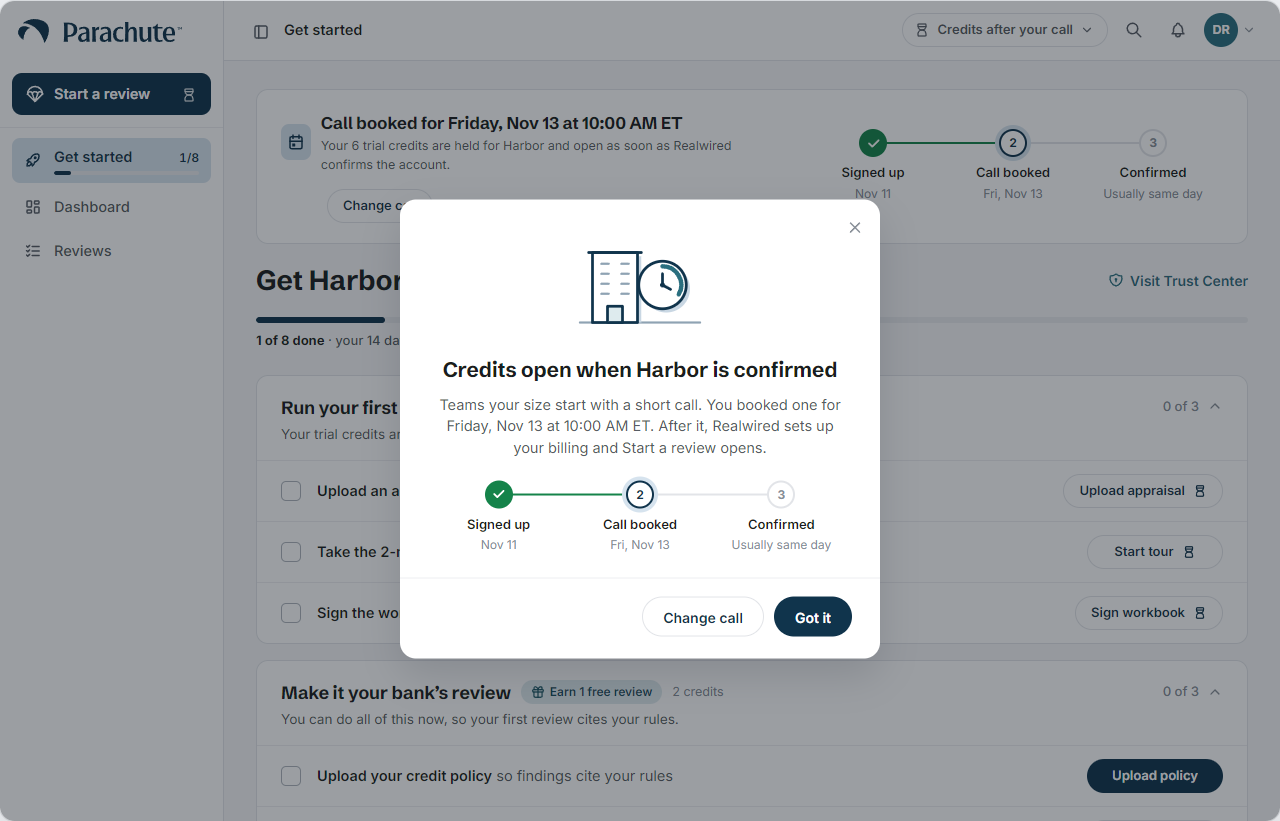 Parachute™
Get started
Credits after your call
DR
Start a review
Get started 1/8
Dashboard
Reviews
Call booked for Friday, Nov 13 at 10:00 AM ET
Your 6 trial credits are held for Harbor and open as soon as Realwired
confirms the account.
Change
2
3
Signed up
Call booked
Confirmed
Nov 11
Fri, Nov 13
Usually same day
Get Harbor
Visit Trust Center
1 of 8 done · your 14
Run your first
0 of 3
Your trial credits
Upload an
Upload appraisal
Take the
Start tour
Sign the
Sign workbook
Credits open when Harbor is confirmed
Teams your size start with a short call. You booked one for
Friday, Nov 13 at 10:00 AM ET. After it, Realwired sets up
your billing and Start a review opens.
2
3
Signed up
Call booked
Confirmed
Nov 11
Fri, Nov 13
Usually same day
Change call
Got it
Make it your bank’s review
Earn 1 free review
2 credits
0 of 3
You can do all of this now, so your first review cites your rules.
Upload your credit policy so findings cite your rules
Upload policy